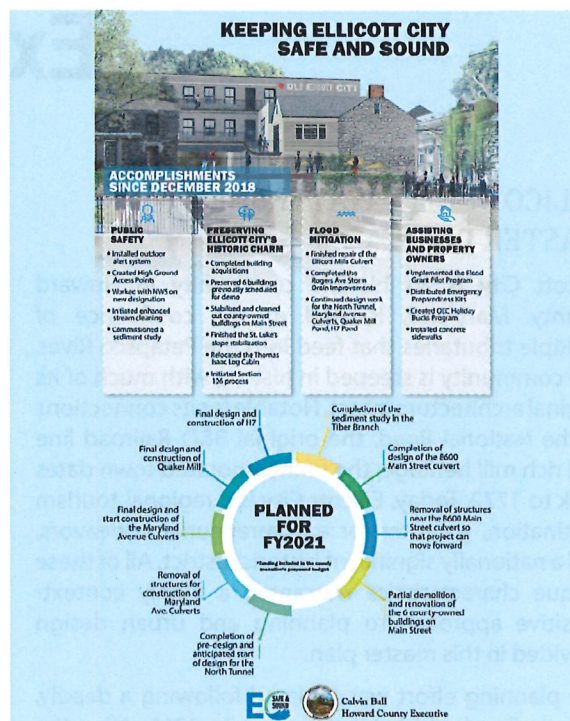 KEEPING ELLICOTT CITY
SAFE AND SOUND
OLD ELLICOTT CITY
ACCOMPLISHMENTS
SINCE DECEMBER 2018
PUBLIC
SAFETY
• Installed outdoor
alert system
• Created High Ground
Access Points
• Worked with NWS on
new designation
• Initiated enhanced
stream cleaning
• Commissioned a
sediment study
PRESERVING
ELLICOTT CITY'S
HISTORIC CHARM
• Completed building
acquisitions
• Preserved 6 buildings
previously scheduled
for demo
• Stabilized and cleaned
out county-owned
buildings on Main Street
• Finished the St. Luke's
slope stabilization
• Relocated the Thomas
Isaac Log Cabin
• Initiated Section
106 process
FLOOD
MITIGATION
• Finished repair of the
Ellicott Mills Culvert
• Completed the
Rogers Ave Storm
Drain Improvements
• Continued design work
for the North Tunnel,
Maryland Avenue
Culverts, Quaker Mill
Pond, H7 Pond
ASSISTING
BUSINESSES
AND PROPERTY
OWNERS
• Implemented the Flood
Grant Pilot Program
• Distributed Emergency
Preparedness Kits
• Created OEC Holiday
Bucks Program
• Installed concrete
sidewalks
Final design and
construction of H7
Completion of the
sediment study in the
Tiber Branch
Final design and
construction of
Quaker Mill
Completion of
design of the 8600
Main Street culvert
Final design and
start construction of
the Maryland
Avenue Culverts
PLANNED
FOR
FY2021
*Funding included in the county
executive's proposed budget
Removal of structures
near the 8600 Main
Street culvert so
that project can
move forward
Removal of
structures for
construction of
Maryland
Ave. Culverts
Partial demolition
and renovation of
the 6 county-owned
buildings on
Main Street
Completion of
pre-design and
anticipated start
of design for the
North Tunnel
EC SAFE &
SOUND
Calvin Ball
Howard County Executive